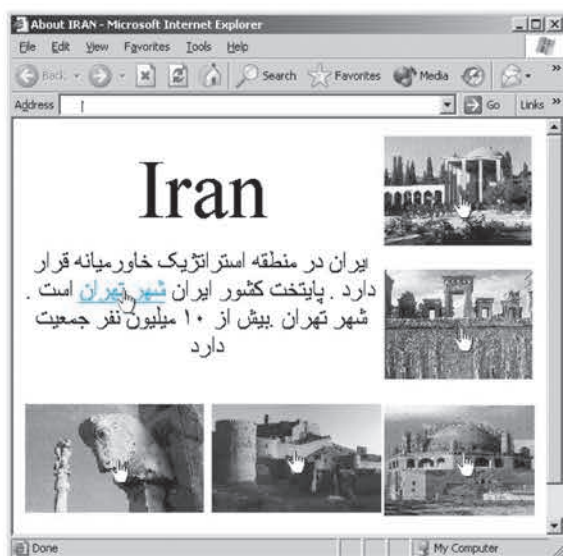 About IRAN - Microsoft Internet Explorer
File Edit View Favorites Tools Help
Back Search Favorites Media »
Address Go Links »
Iran
ایران در منطقه استراتژیک خاورمیانه قرار
دارد . پایتخت کشور ایران شهر تهران است .
شهر تهران .بیش از ۱۰ میلیون نفر جمعیت
دارد
Done My Computer